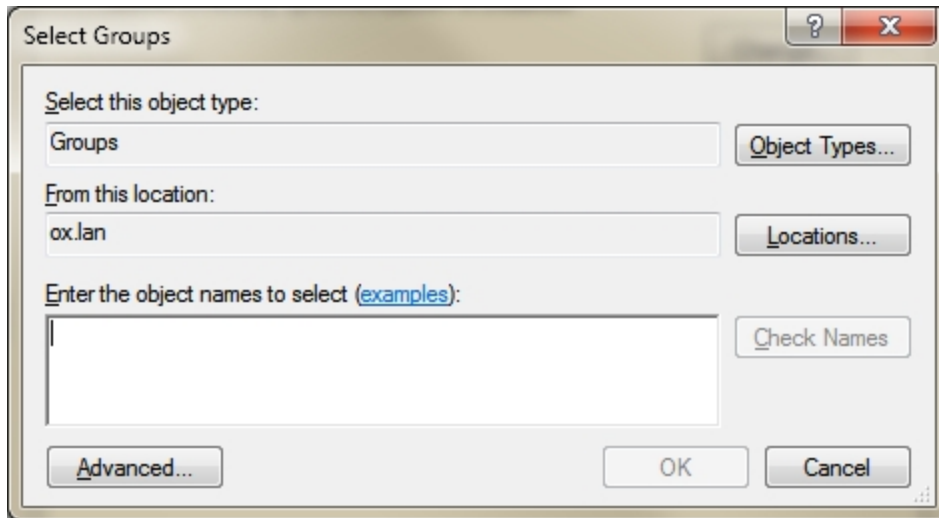 Select Groups
?
Select this object type:
Groups
Object Types...
From this location:
ox.lan
Locations...
Enter the object names to select (examples):
Check Names
Advanced...
OK
Cancel